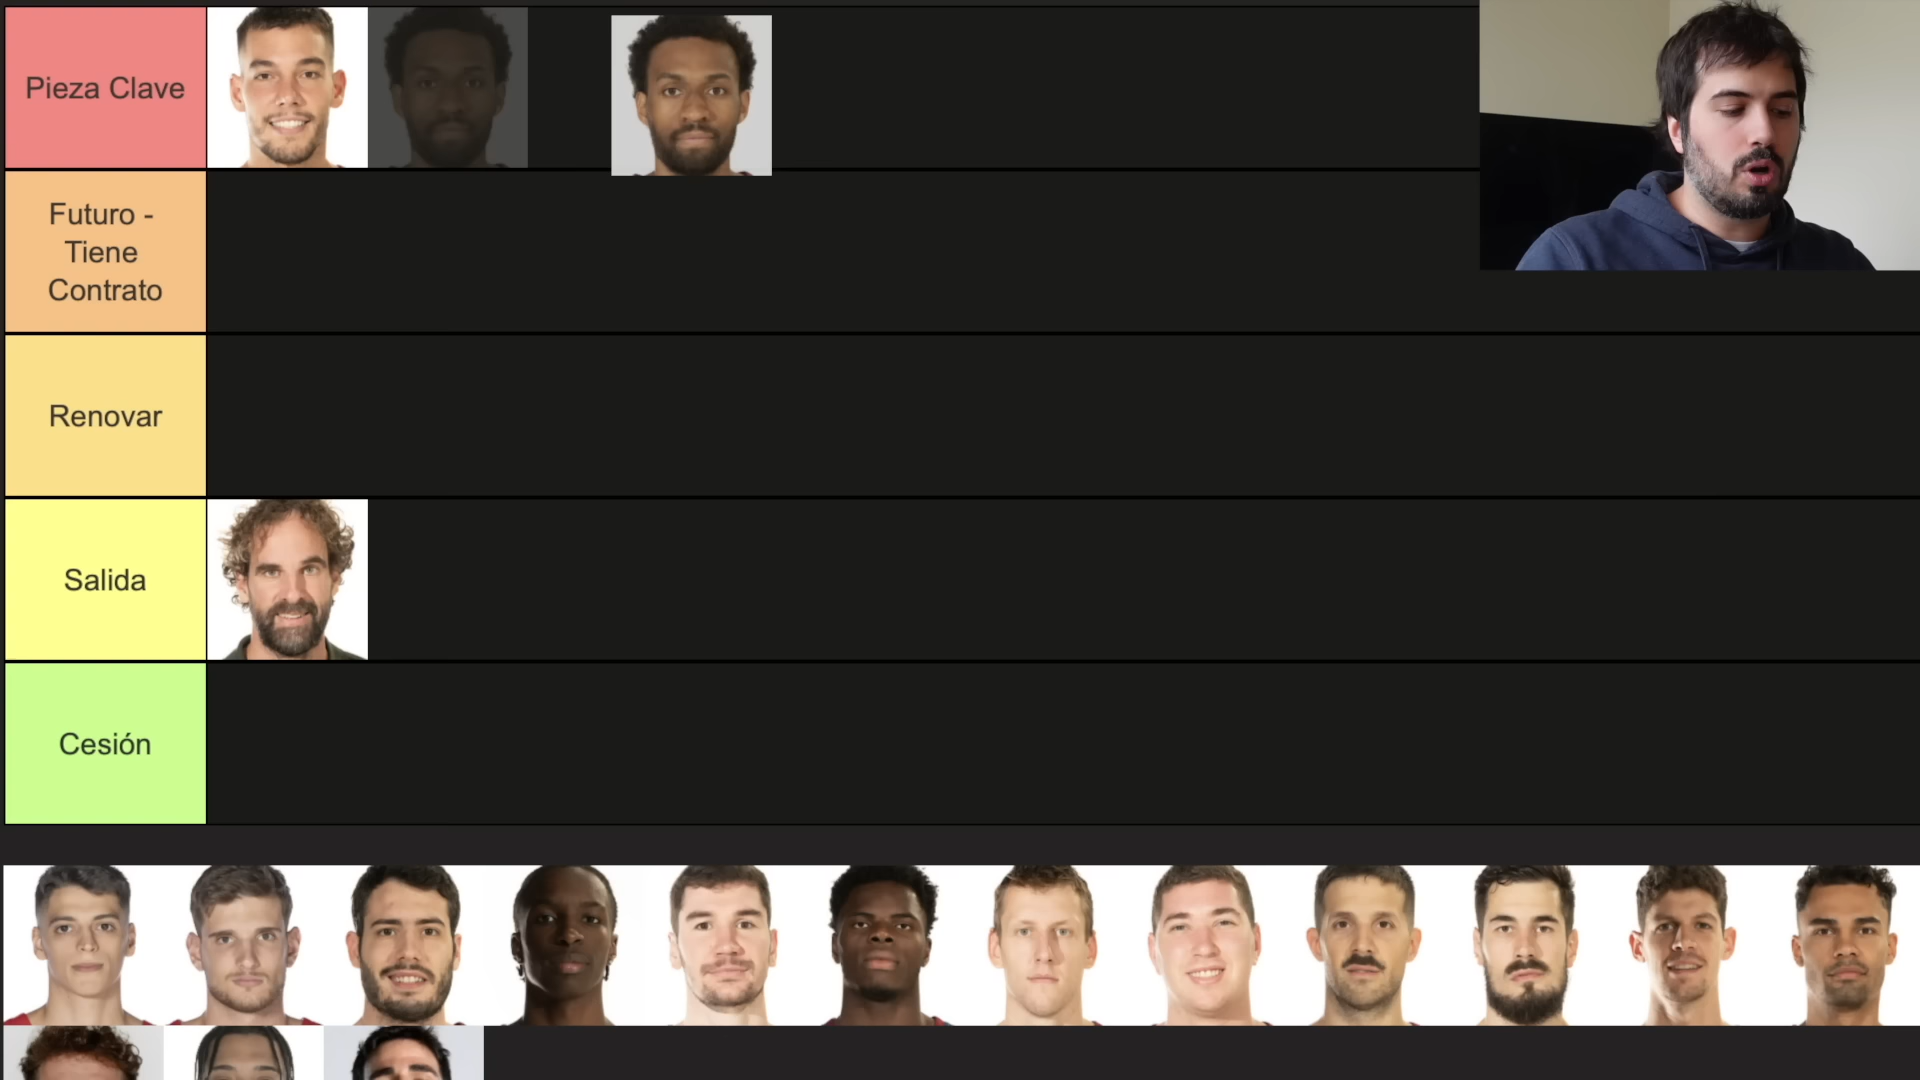 Pieza Clave
Futuro -
Tiene
Contrato
Renovar
Salida
Cesión